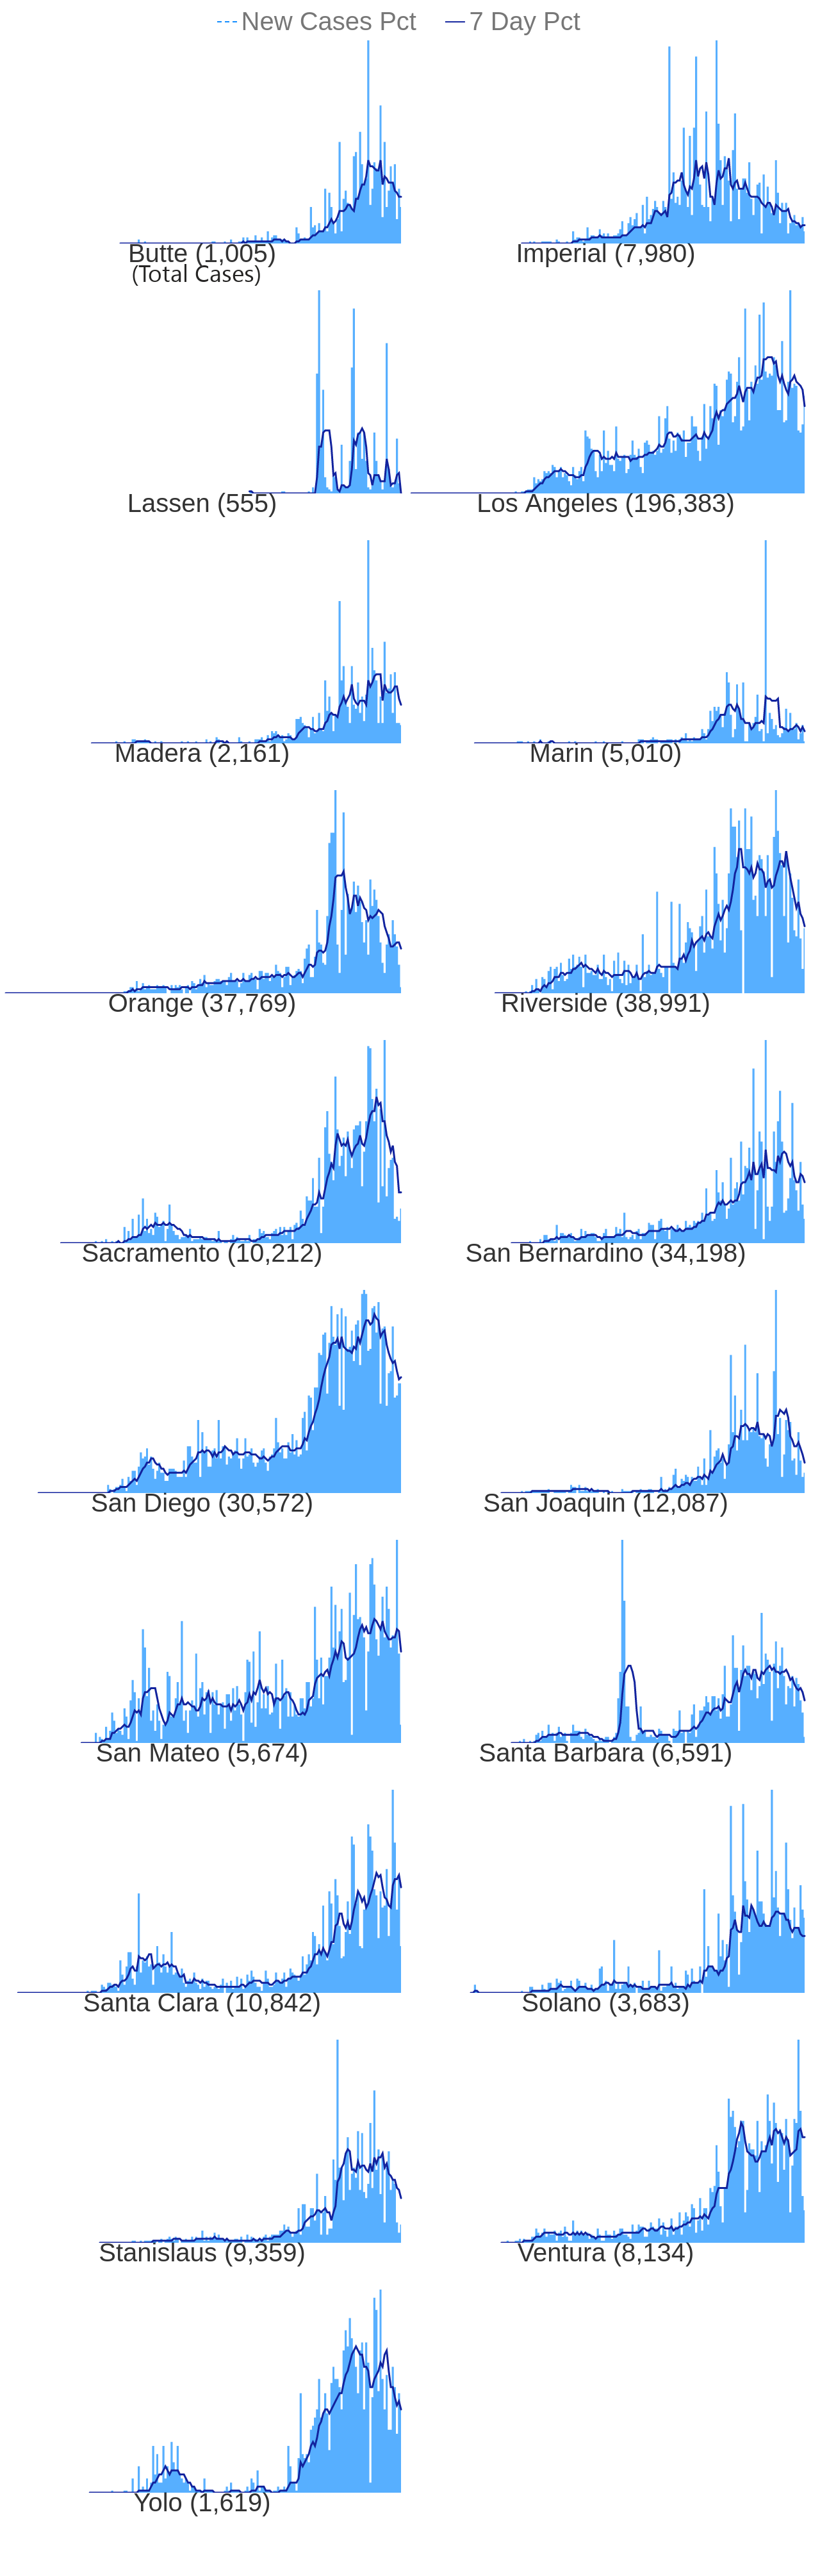 New Cases Pct 7 Day Pct
Butte (1,005) Imperial (7,980)
(Total Cases)
Lassen (555) Los Angeles (196,383)
Madera (2,161) Marin (5,010)
Orange (37,769) Riverside (38,991)
Sacramento (10,212) San Bernardino (34,198)
San Diego (30,572) San Joaquin (12,087)
San Mateo (5,674) Santa Barbara (6,591)
Santa Clara (10,842) Solano (3,683)
Stanislaus (9,359) Ventura (8,134)
Yolo (1,619)